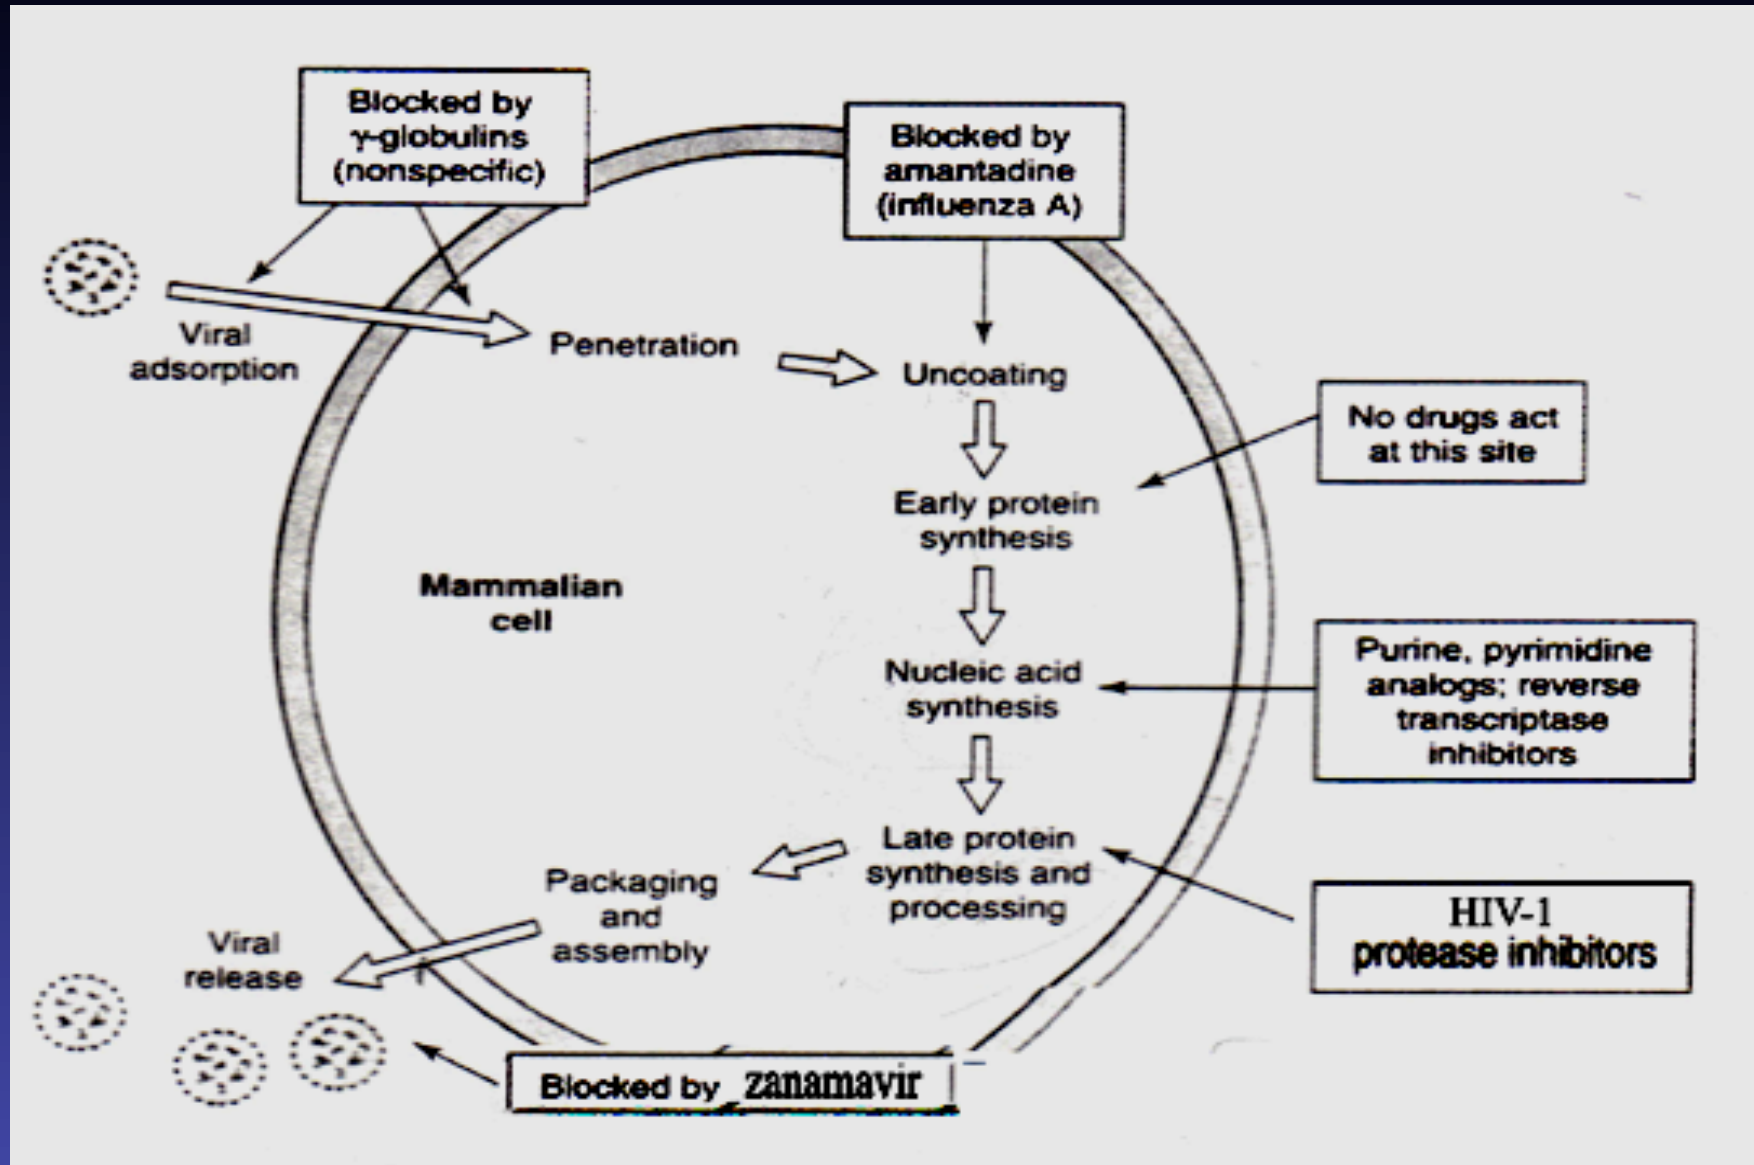 Blocked by
γ-globulins
(nonspecific)
Blocked by
amantadine
(influenza A)
Viral
adsorption
Penetration
Uncoating
No drugs act
at this site
Early protein
synthesis
Mammalian
cell
Nucleic acid
synthesis
Purine, pyrimidine
analogs; reverse
transcriptase
inhibitors
Late protein
synthesis and
processing
HIV-1
protease inhibitors
Packaging
and
assembly
Viral
release
Blocked by zanamavir